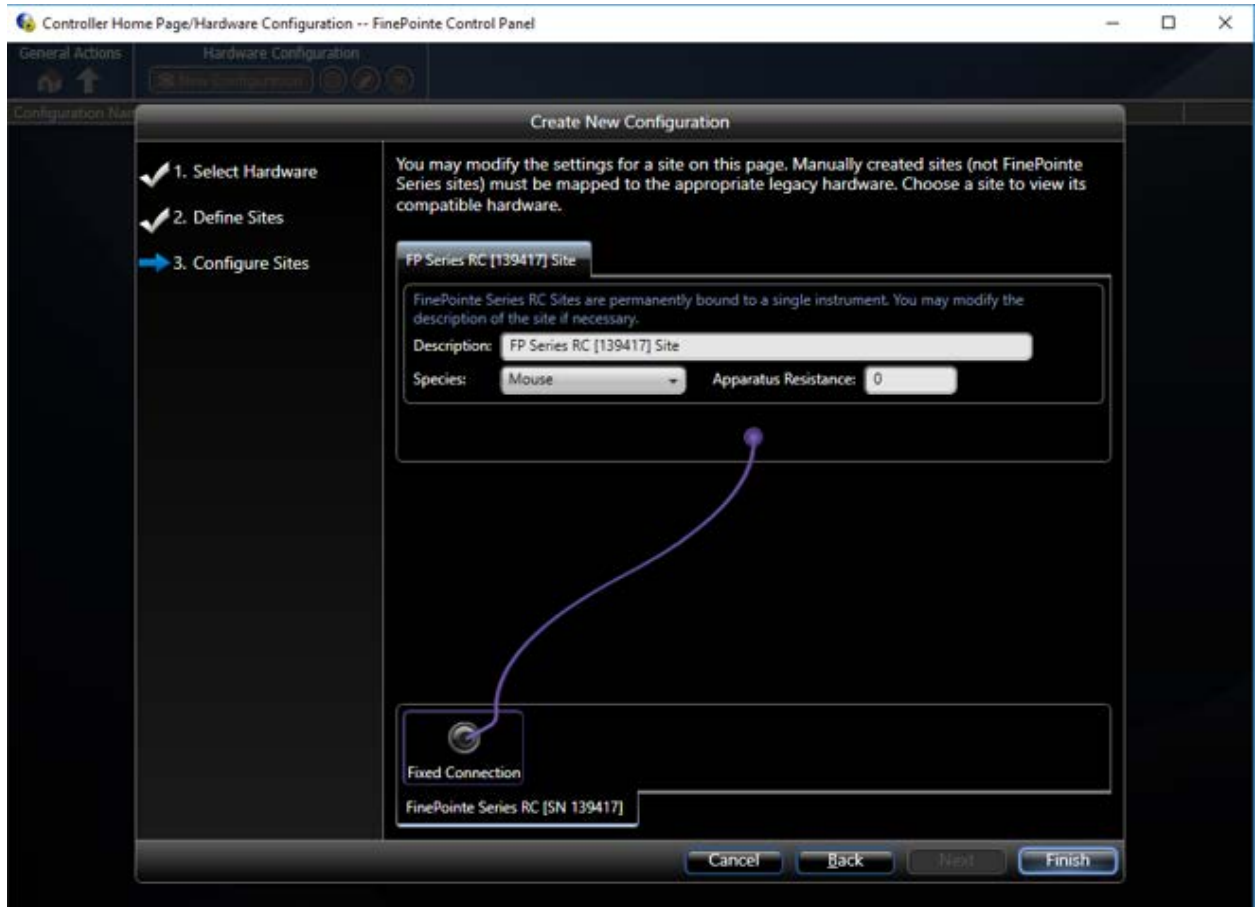 Controller Home Page/Hardware Configuration -- FinePointe Control Panel
General Actions
Hardware Configuration
New Configuration
Create New Configuration
1. Select Hardware
2. Define Sites
3. Configure Sites
You may modify the settings for a site on this page. Manually created sites (not FinePointe
Series sites) must be mapped to the appropriate legacy hardware. Choose a site to view its
compatible hardware.
FP Series RC [139417] Site
FinePointe Series RC Sites are permanently bound to a single instrument. You may modify the
description of the site if necessary.
Description: FP Series RC [139417] Site
Species: Mouse Apparatus Resistance: 0
Fixed Connection
FinePointe Series RC [SN 139417]
Cancel Back Next Finish